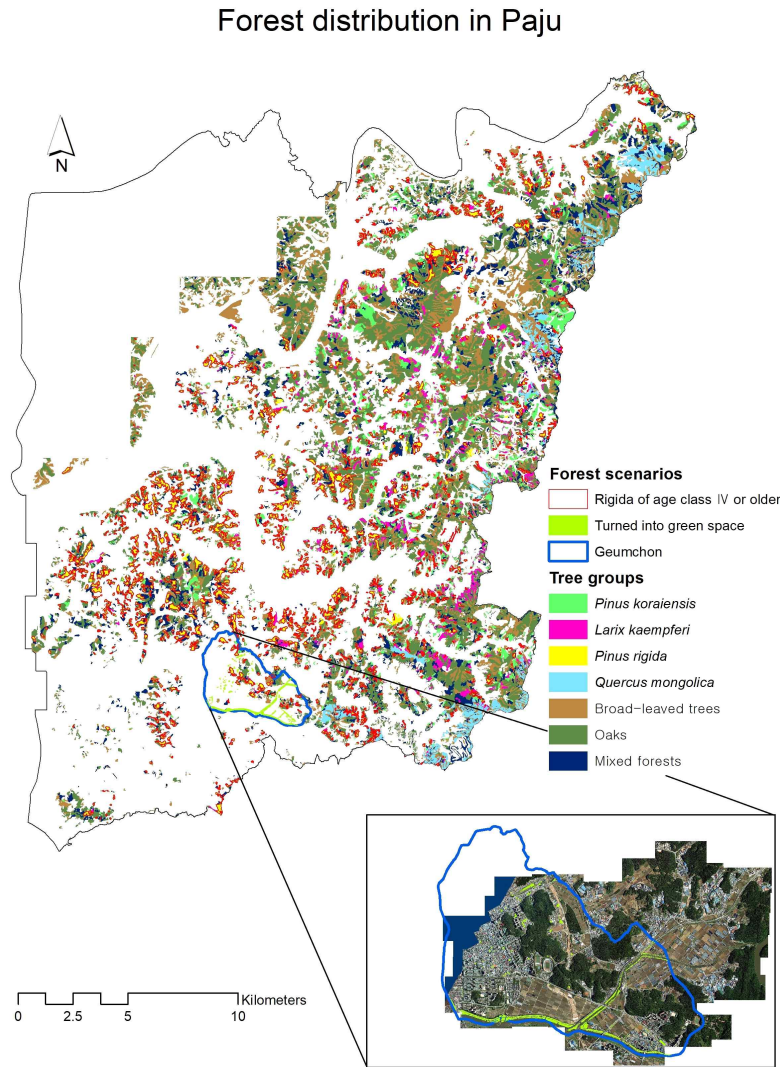 Forest distribution in Paju
N
Forest scenarios
Rigida of age class Ⅳ or older
Turned into green space
Geumchon
Tree groups
Pinus koraiensis
Larix kaempferi
Pinus rigida
Quercus mongolica
Broad-leaved trees
Oaks
Mixed forests
Kilometers
0 2.5 5 10